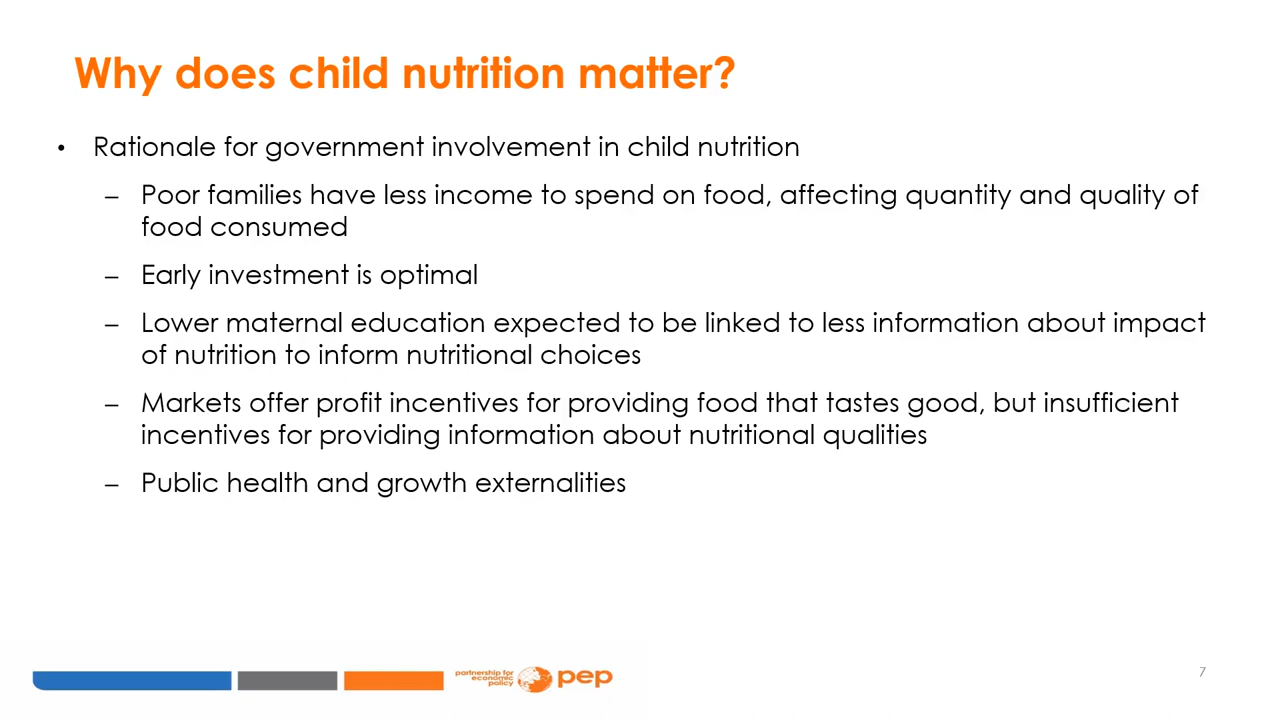 Why does child nutrition matter?
• Rationale for government involvement in child nutrition
– Poor families have less income to spend on food, affecting quantity and quality of
food consumed
– Early investment is optimal
– Lower maternal education expected to be linked to less information about impact
of nutrition to inform nutritional choices
– Markets offer profit incentives for providing food that tastes good, but insufficient
incentives for providing information about nutritional qualities
– Public health and growth externalities
partnership for
economic
policy
pep
7